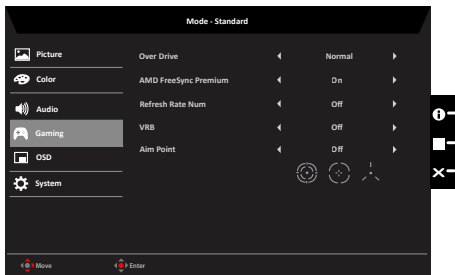 Mode - Standard
Picture
Color
Audio
Gaming
OSD
System
Over Drive Normal
AMD FreeSync Premium On
Refresh Rate Num Off
VRB Off
Aim Point Off
Move Enter